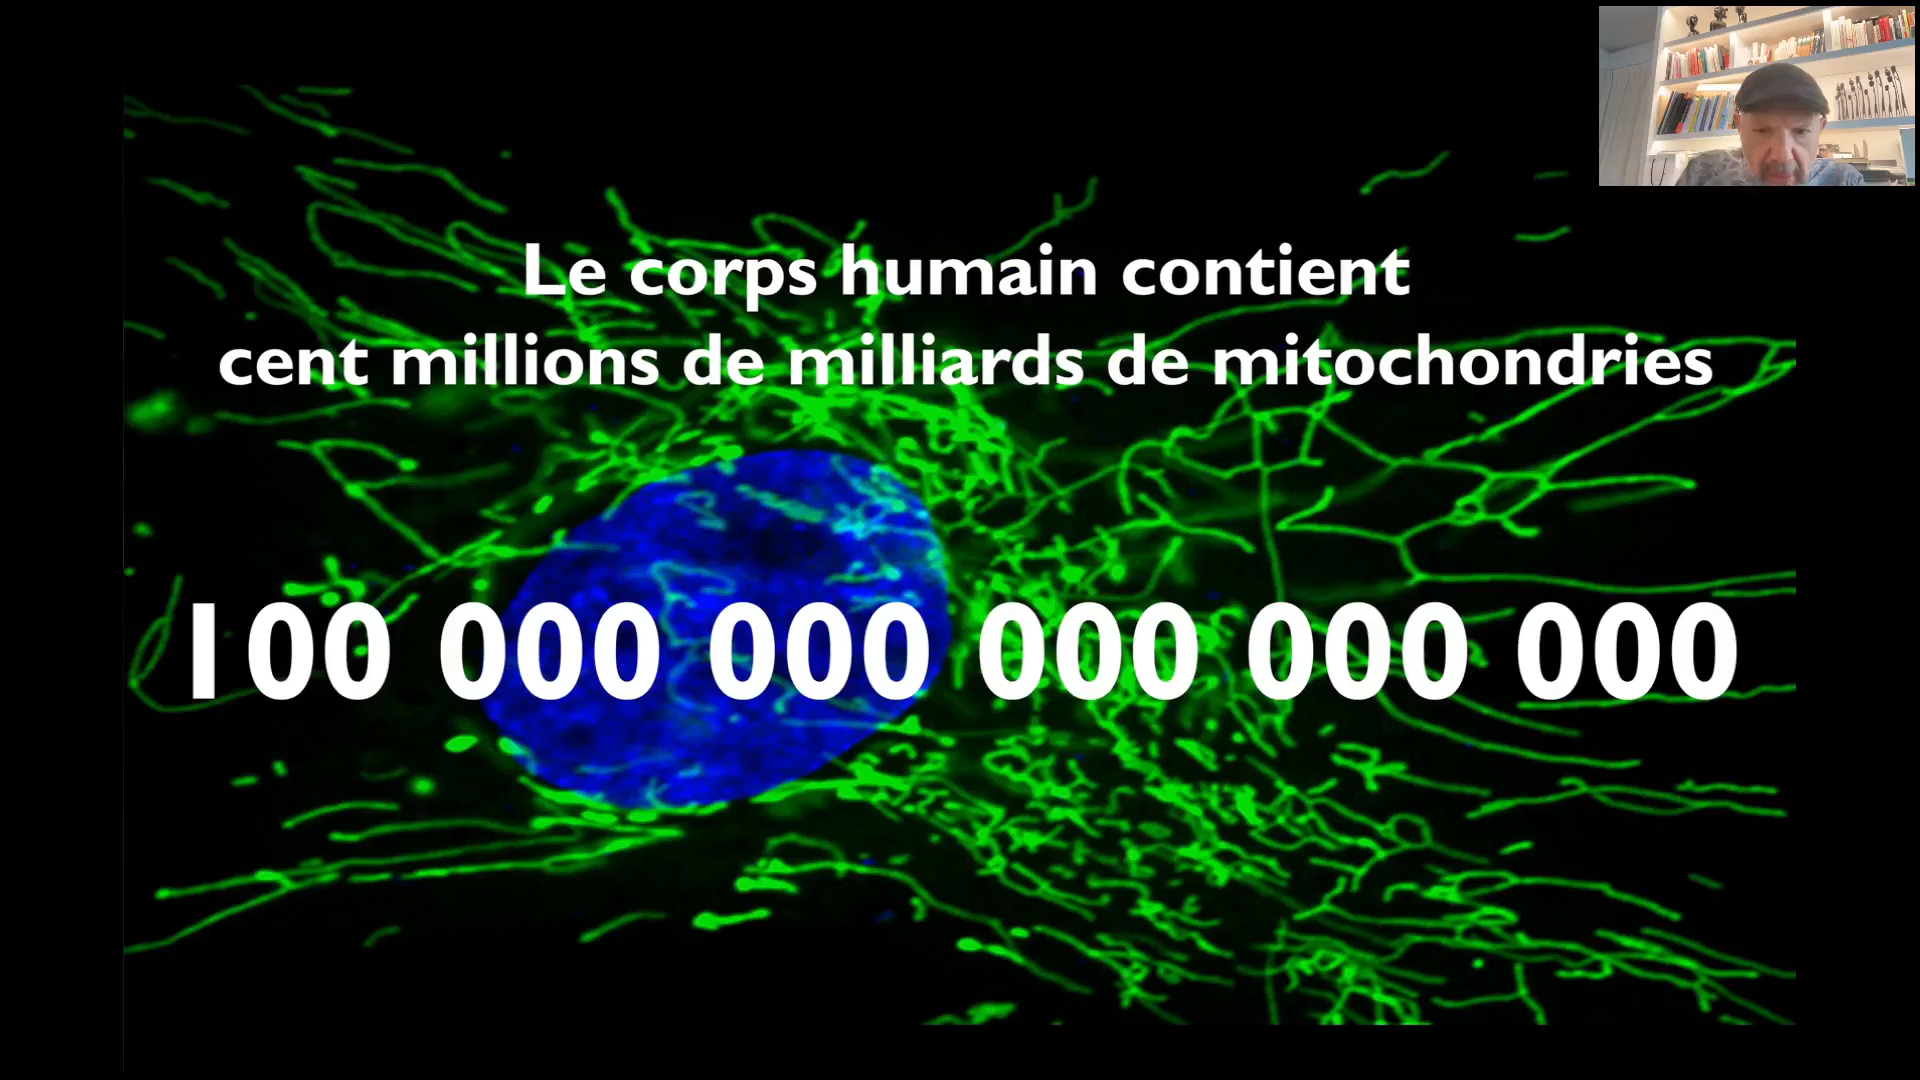 Le corps humain contient
cent millions de milliards de mitochondries
100 000 000 000 000 000